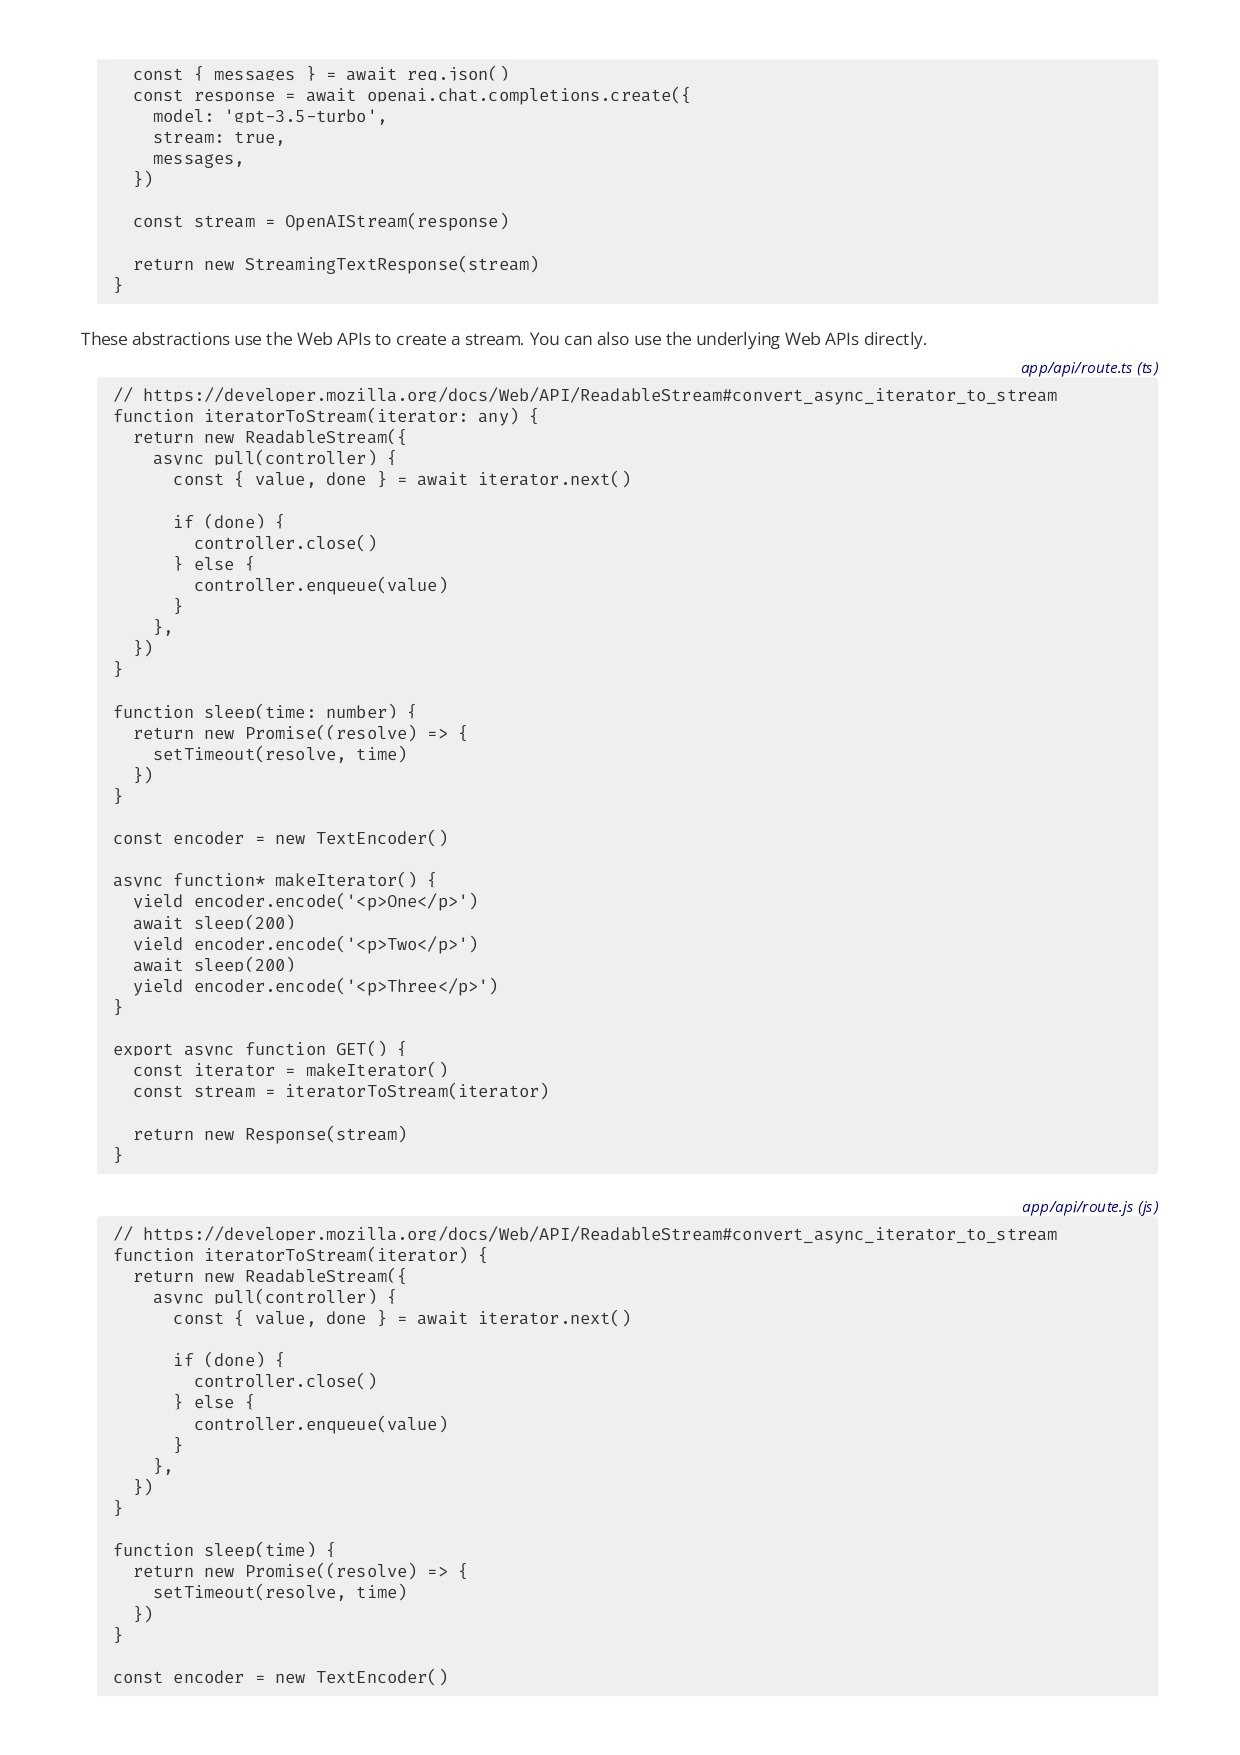 const { messages } = await req.json()
  const response = await openai.chat.completions.create({
    model: 'gpt-3.5-turbo',
    stream: true,
    messages,
  })

  const stream = OpenAIStream(response)

  return new StreamingTextResponse(stream)
}
These abstractions use the Web APIs to create a stream. You can also use the underlying Web APIs directly.
app/api/route.ts (ts)
// https://developer.mozilla.org/docs/Web/API/ReadableStream#convert_async_iterator_to_stream
function iteratorToStream(iterator: any) {
  return new ReadableStream({
    async pull(controller) {
      const { value, done } = await iterator.next()

      if (done) {
        controller.close()
      } else {
        controller.enqueue(value)
      }
    },
  })
}

function sleep(time: number) {
  return new Promise((resolve) => {
    setTimeout(resolve, time)
  })
}

const encoder = new TextEncoder()

async function* makeIterator() {
  yield encoder.encode('<p>One</p>')
  await sleep(200)
  yield encoder.encode('<p>Two</p>')
  await sleep(200)
  yield encoder.encode('<p>Three</p>')
}

export async function GET() {
  const iterator = makeIterator()
  const stream = iteratorToStream(iterator)

  return new Response(stream)
}
app/api/route.js (js)
// https://developer.mozilla.org/docs/Web/API/ReadableStream#convert_async_iterator_to_stream
function iteratorToStream(iterator) {
  return new ReadableStream({
    async pull(controller) {
      const { value, done } = await iterator.next()

      if (done) {
        controller.close()
      } else {
        controller.enqueue(value)
      }
    },
  })
}

function sleep(time) {
  return new Promise((resolve) => {
    setTimeout(resolve, time)
  })
}

const encoder = new TextEncoder()